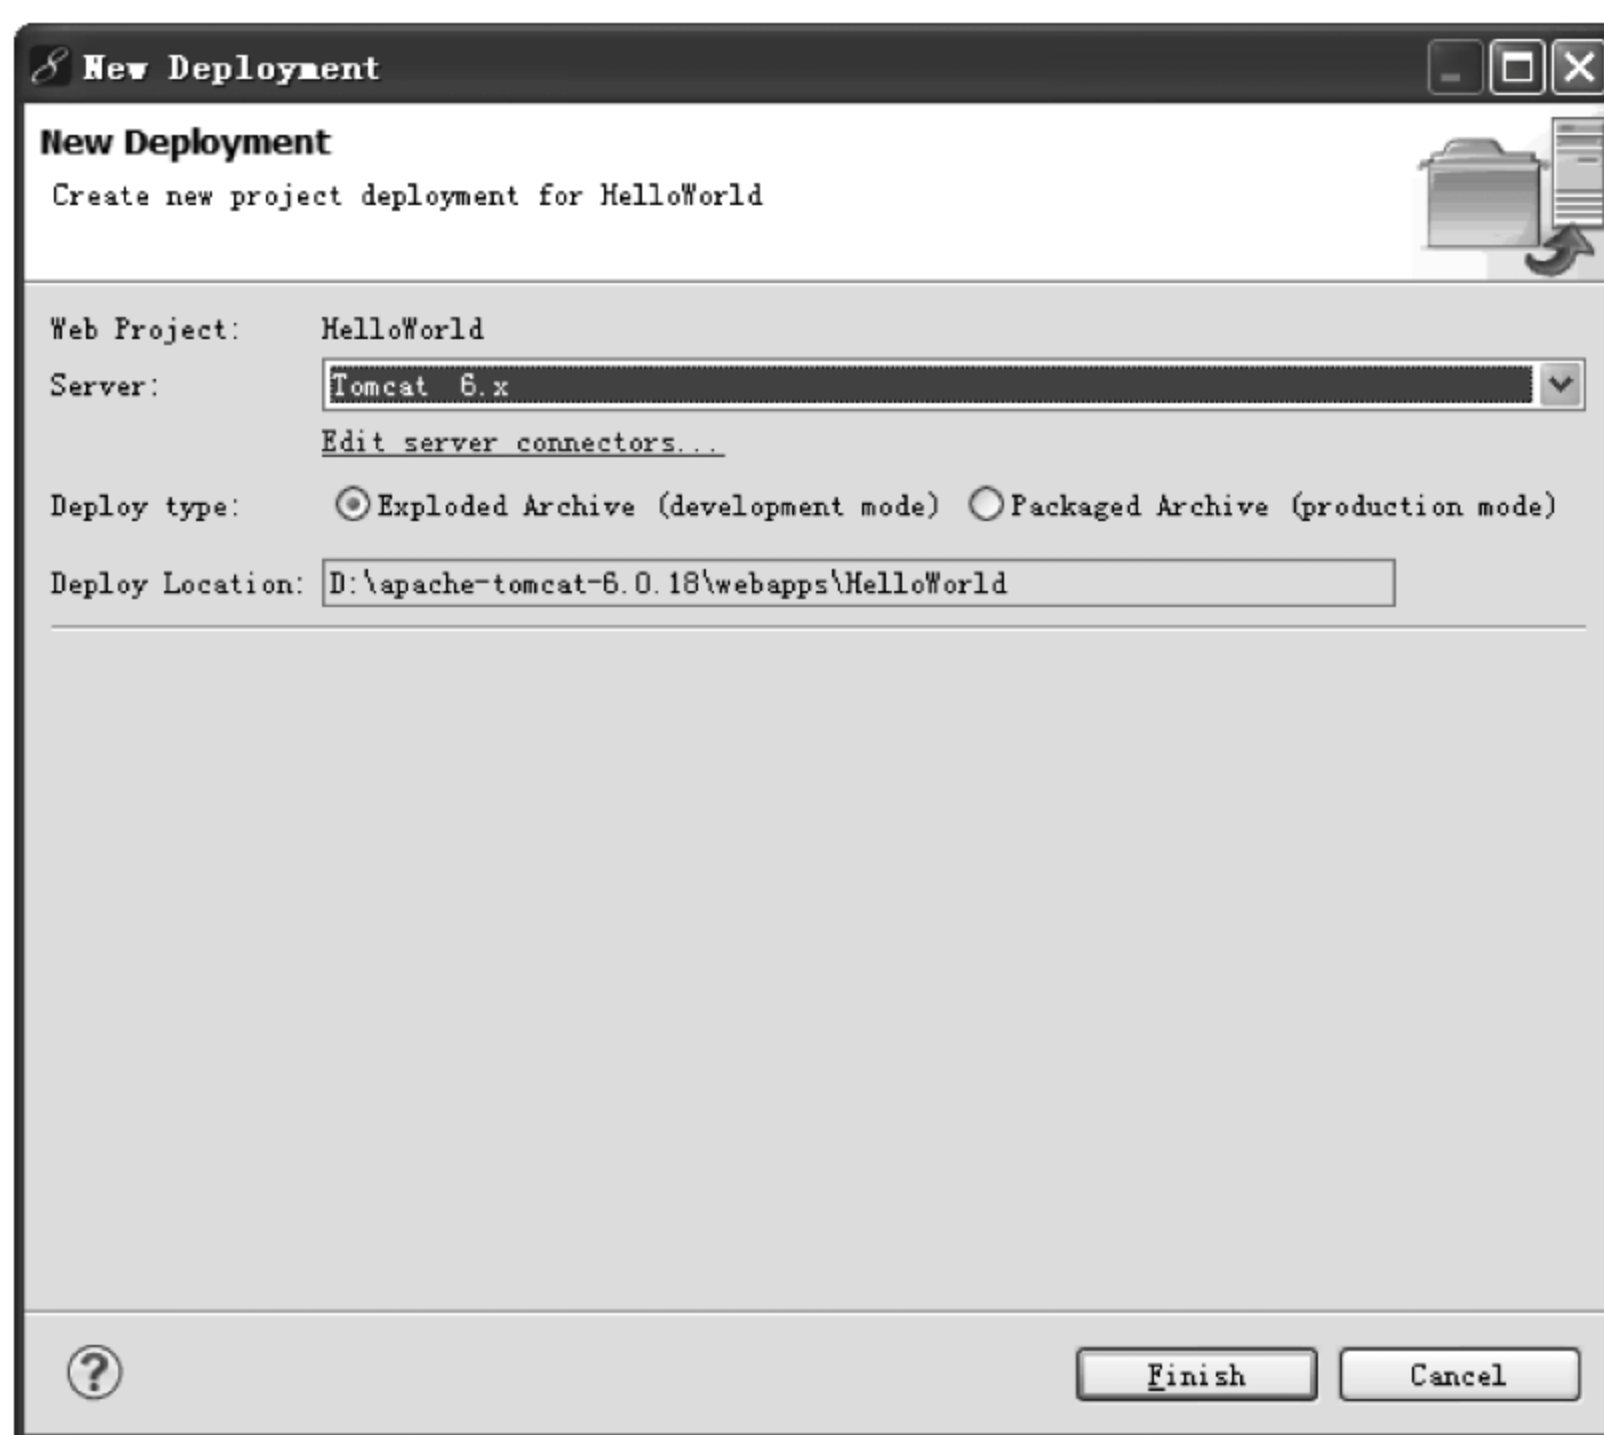 New Deployment
New Deployment
Create new project deployment for HelloWorld
Web Project: HelloWorld
Server: Tomcat 6.x
Edit server connectors...
Deploy type: Exploded Archive (development mode) Packaged Archive (production mode)
Deploy Location: D:\apache-tomcat-6.0.18\webapps\HelloWorld
? Finish Cancel